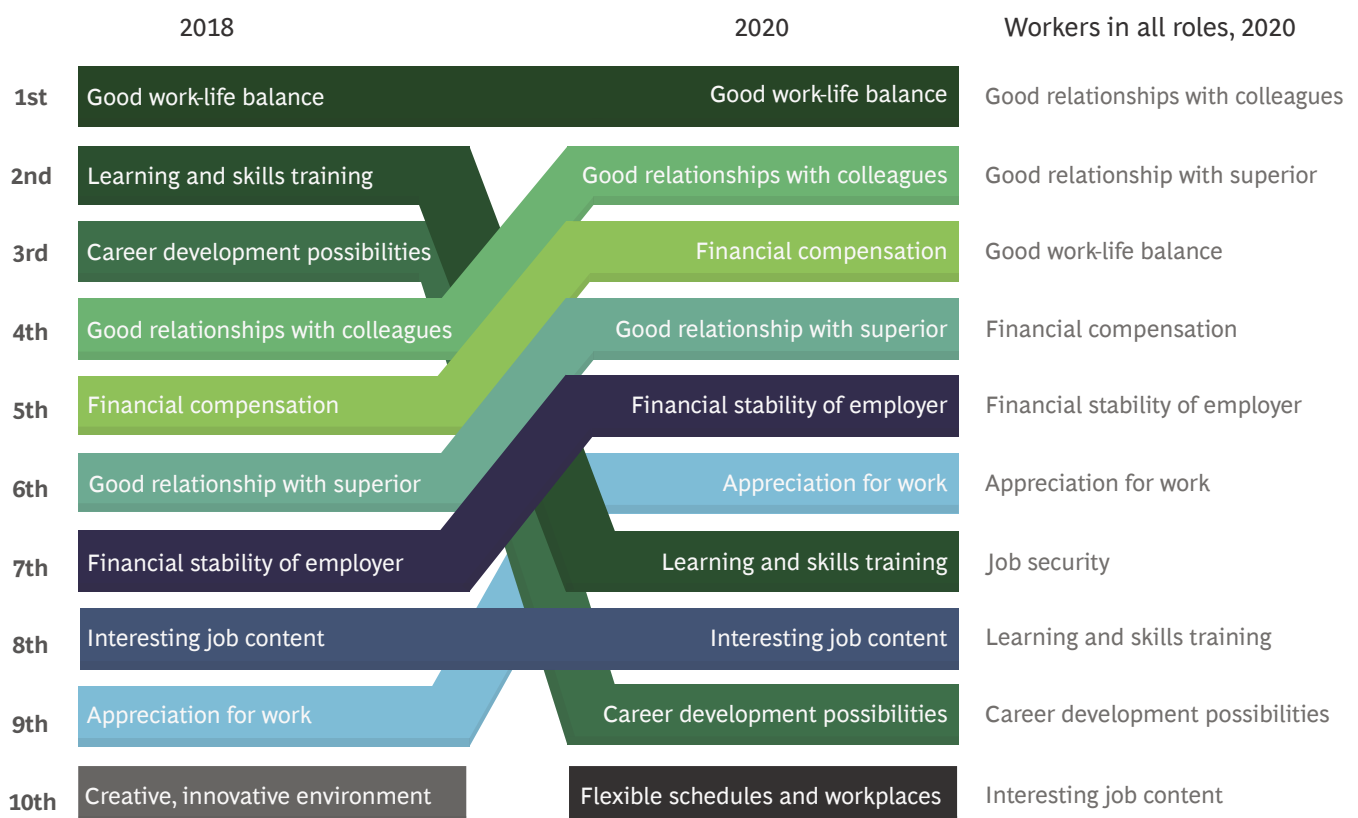 2018 2020 Workers in all roles, 2020
1st Good work-life balance Good work-life balance Good relationships with colleagues
2nd Learning and skills training Good relationships with colleagues Good relationship with superior
3rd Career development possibilities Financial compensation Good work-life balance
4th Good relationships with colleagues Good relationship with superior Financial compensation
5th Financial compensation Financial stability of employer Financial stability of employer
6th Good relationship with superior Appreciation for work Appreciation for work
7th Financial stability of employer Learning and skills training Job security
8th Interesting job content Interesting job content Learning and skills training
9th Appreciation for work Career development possibilities Career development possibilities
10th Creative, innovative environment Flexible schedules and workplaces Interesting job content